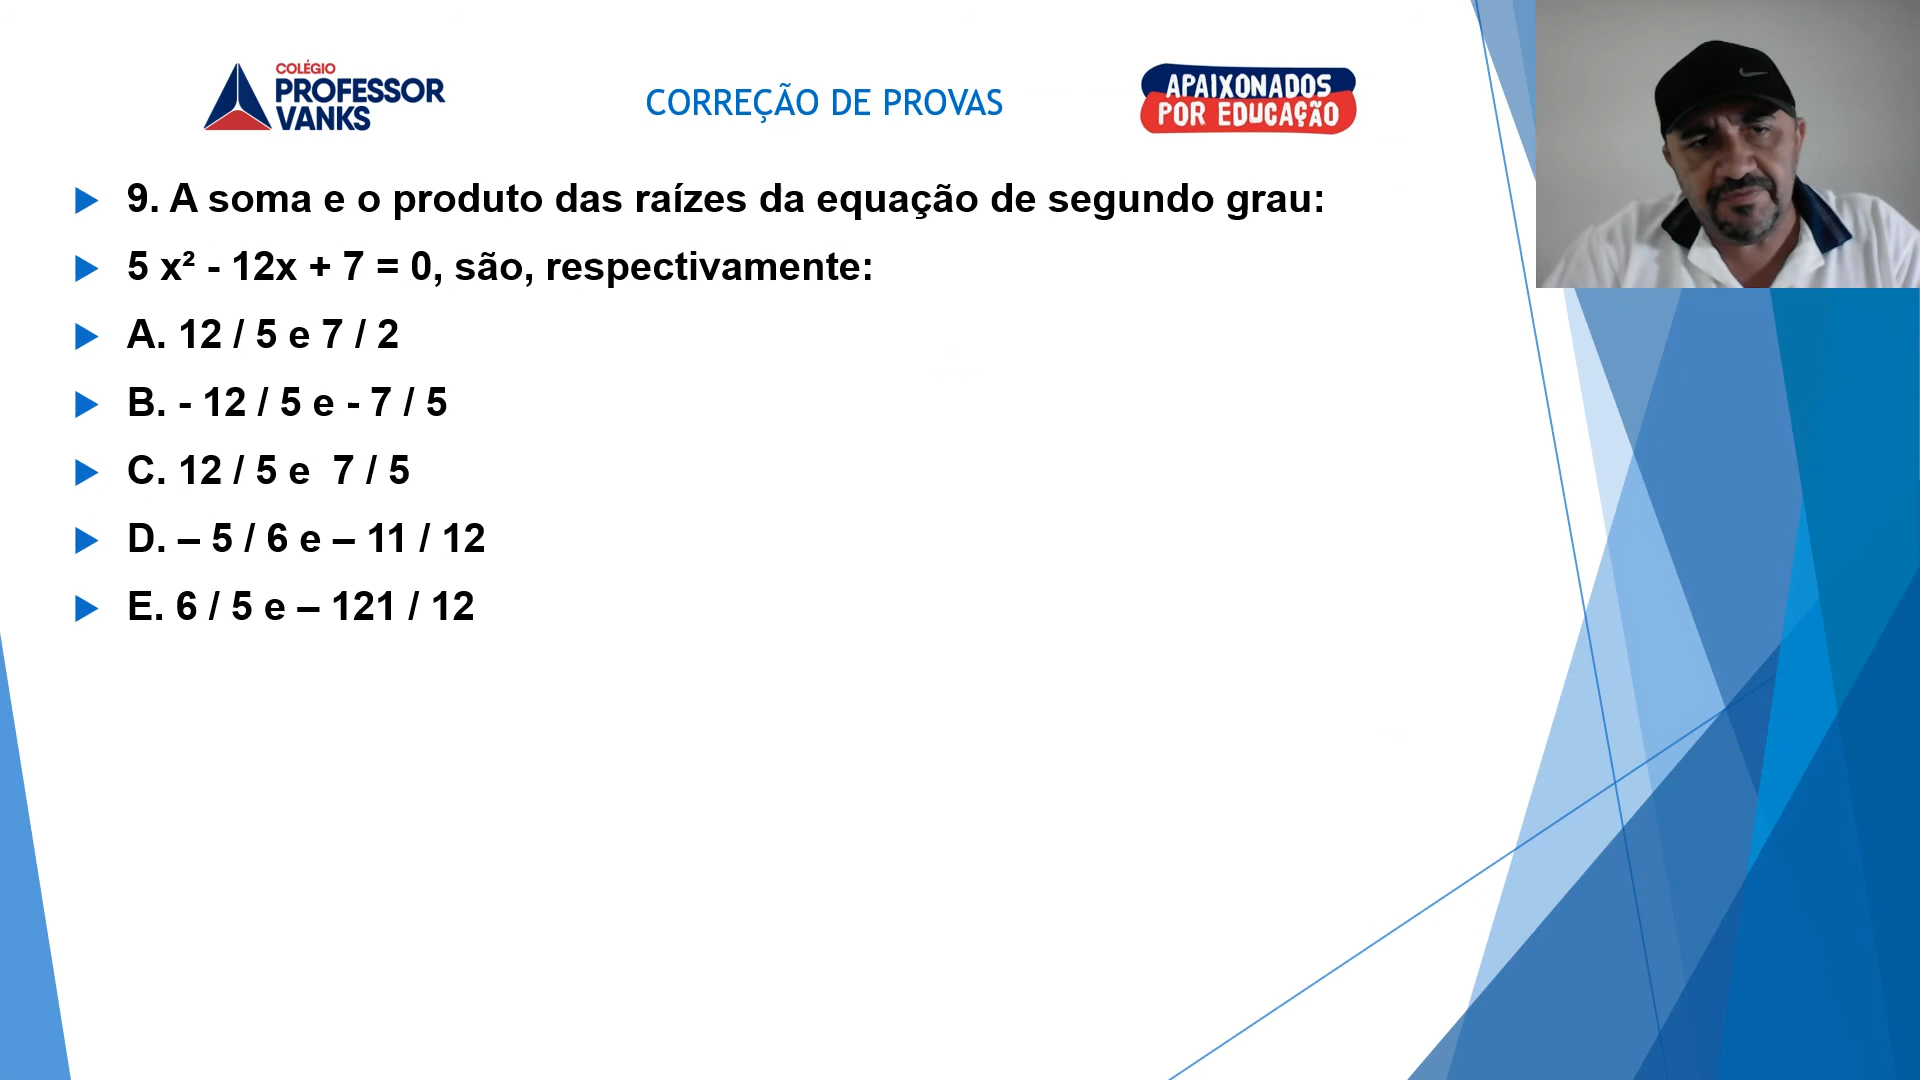 COLÉGIO
PROFESSOR
VANKS
CORREÇÃO DE PROVAS
APAIXONADOS
POR EDUCAÇÃO
9. A soma e o produto das raízes da equação de segundo grau:
5 x² - 12x + 7 = 0, são, respectivamente:
A. 12 / 5 e 7 / 2
B. - 12 / 5 e - 7 / 5
C. 12 / 5 e  7 / 5
D. – 5 / 6 e – 11 / 12
E. 6 / 5 e – 121 / 12